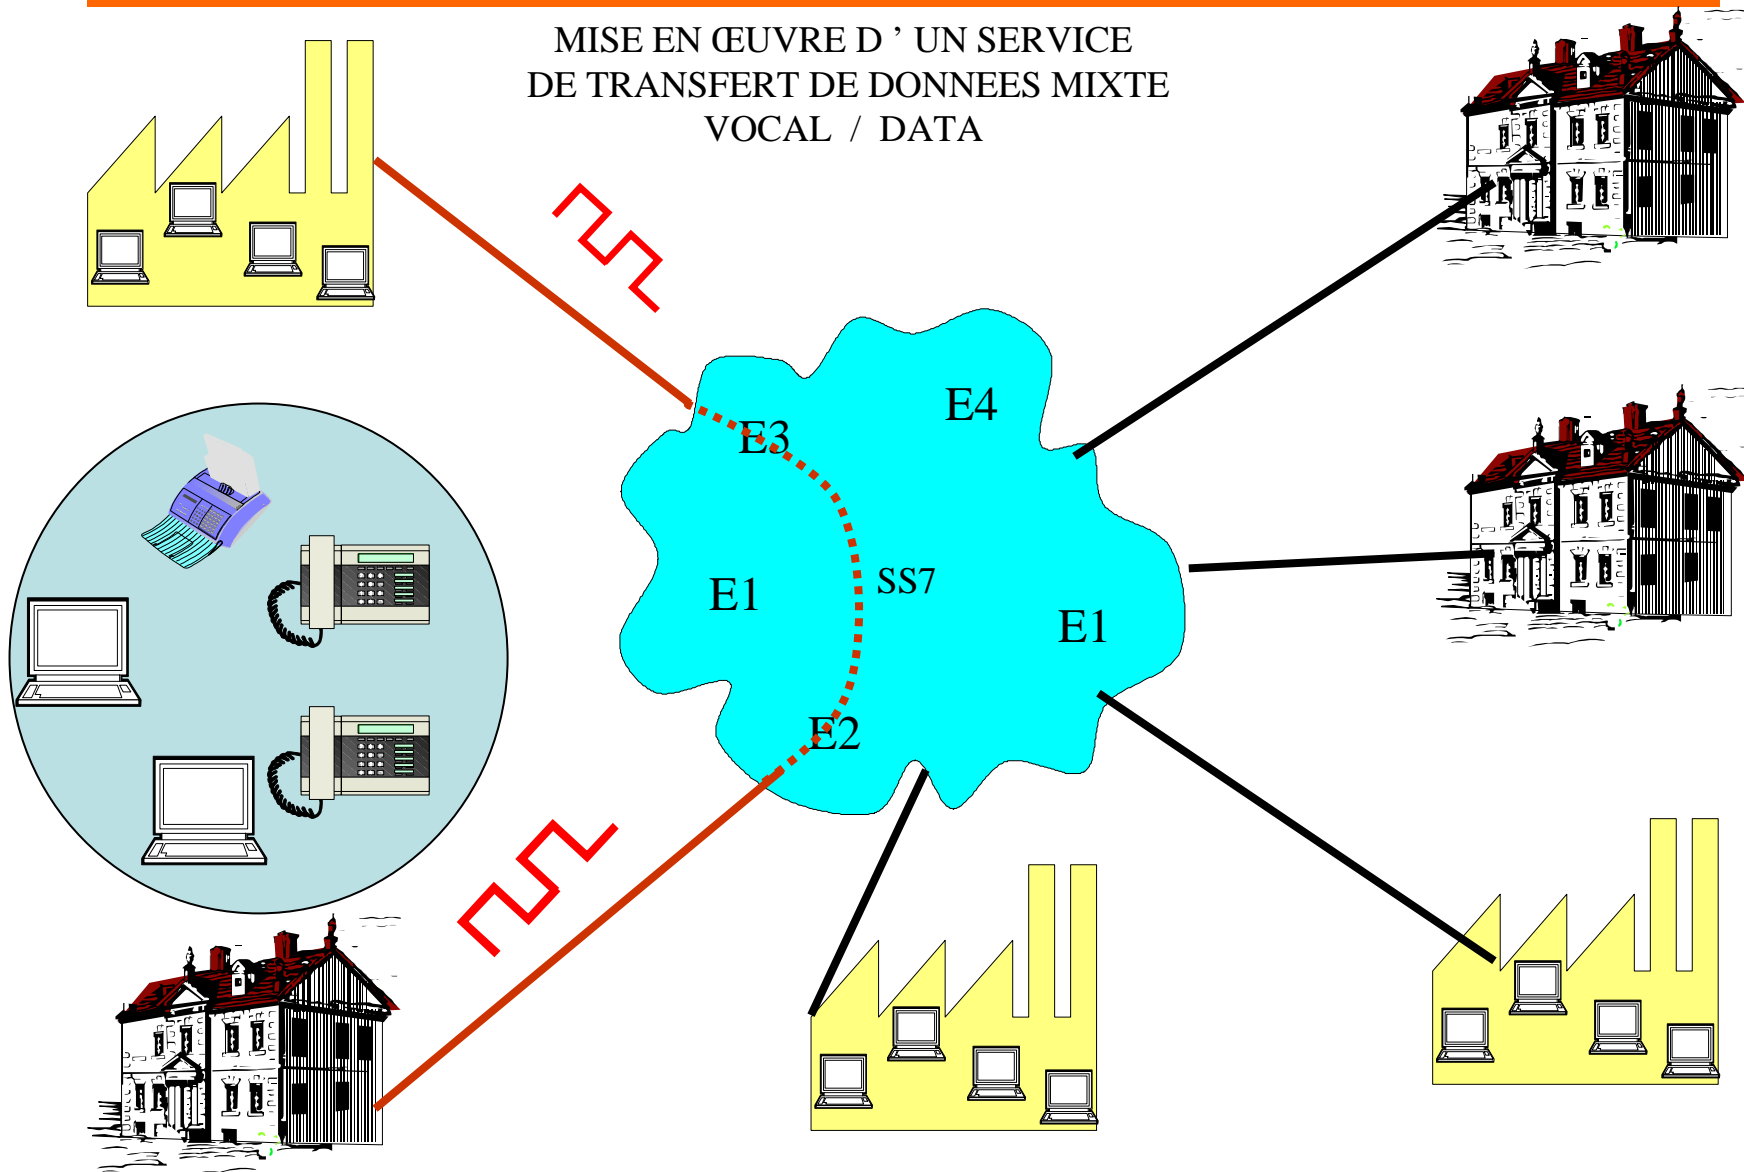 MISE EN ŒUVRE D ’ UN SERVICE
DE TRANSFERT DE DONNEES MIXTE
VOCAL / DATA
E4
E3
SS7
E1
E1
E2